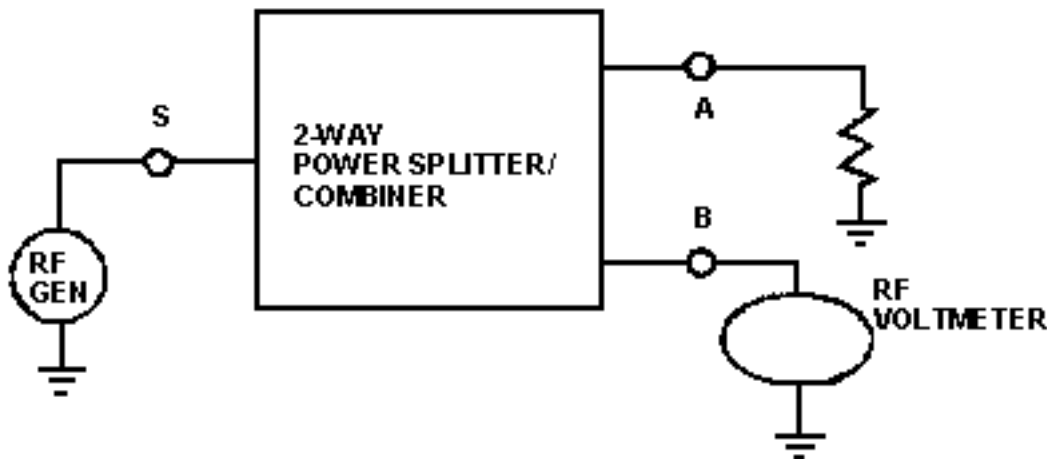 S
2-WAY
POWER SPLITTER/
COMBINER
A
B
RF
GEN
RF
VOLTMETER